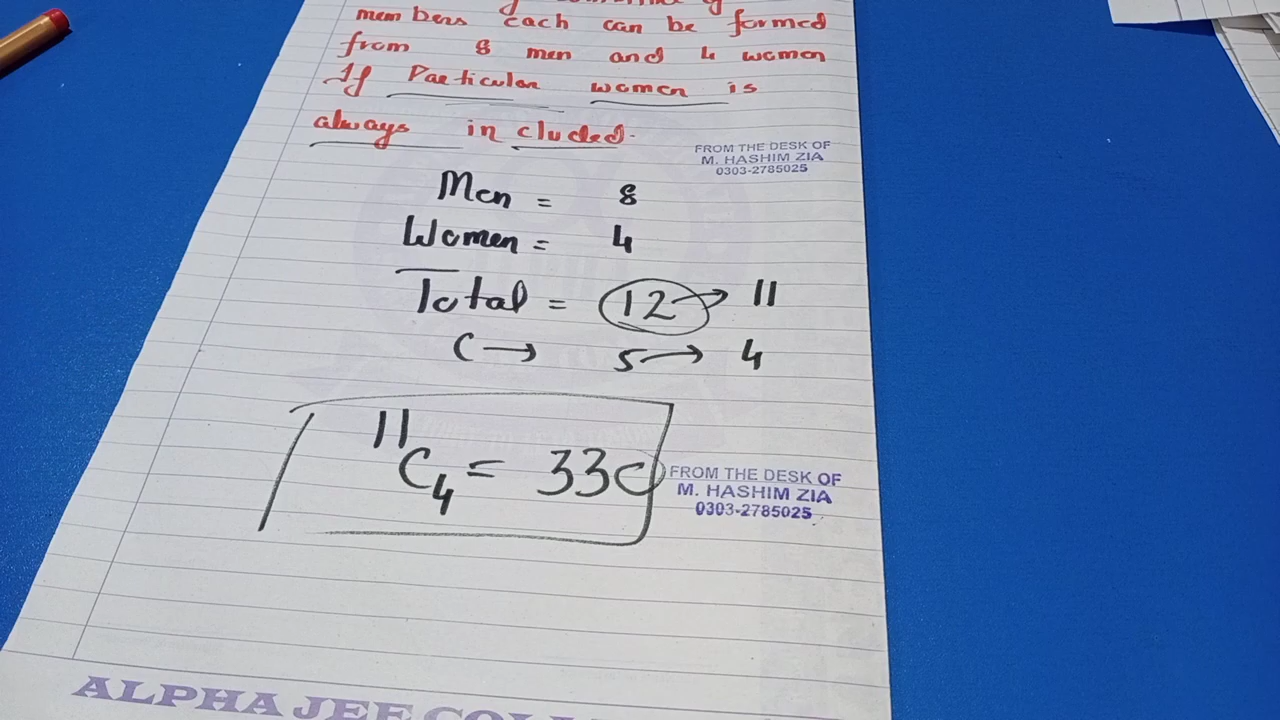 members each can be formed
from 8 men and 4 women
If Particular women is
always included.
FROM THE DESK OF
M. HASHIM ZIA
0303-2785025
Men = 8
Women = 4
Total = 12 → 11
C → 5 → 4
¹¹C₄ = 330
FROM THE DESK OF
M. HASHIM ZIA
0303-2785025
ALPHA JEE